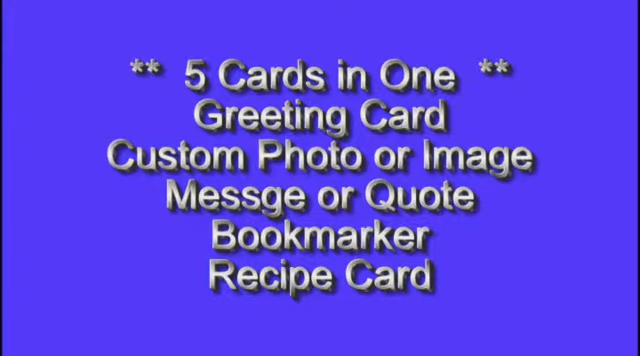 ** 5 Cards in One **
Greeting Card
Custom Photo or Image
Messge or Quote
Bookmarker
Recipe Card